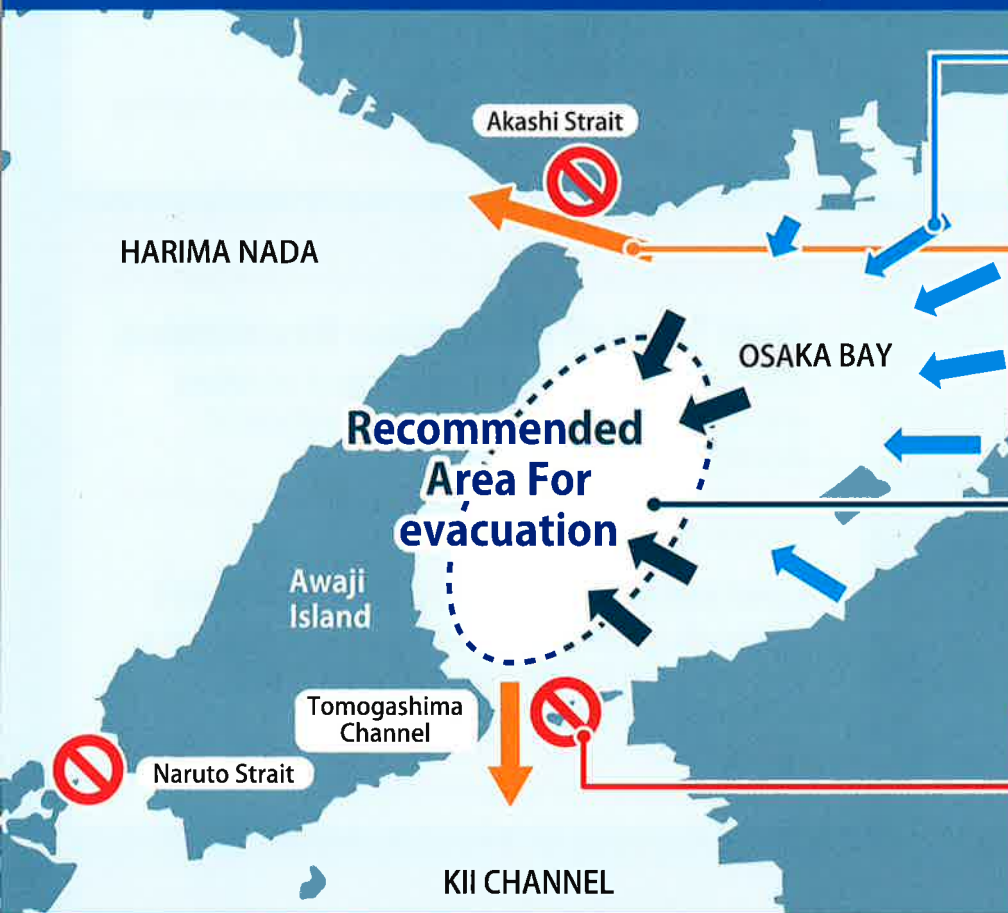 Akashi Strait
HARIMA NADA
OSAKA BAY
Recommended
Area For
evacuation
Awaji
Island
Tomogashima
Channel
Naruto Strait
KII CHANNEL